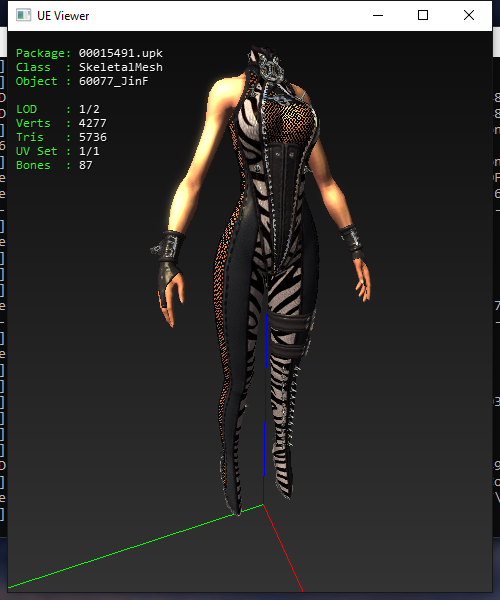 UE Viewer
Package: 00015491.upk
Class : SkeletalMesh
Object : 60077_JinF
LOD : 1/2
Verts : 4277
Tris : 5736
UV Set : 1/1
Bones : 87